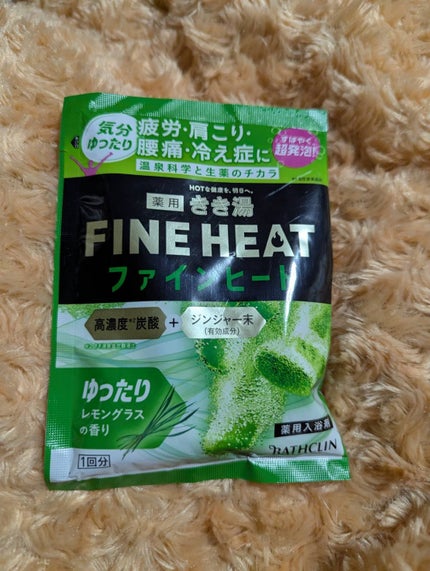 気分
ゆったり
疲労・肩こり・
腰痛・冷え症に
温泉科学と生薬のチカラ
すばやく
超発泡!
HOTな健康を、明日へ。
薬用 きき湯
FINE HEAT
ファインヒート
高濃度※2炭酸 + ジンジャー末
(有効成分)
ゆったり
レモングラス
の香り
1回分
薬用入浴剤
BATHCLIN